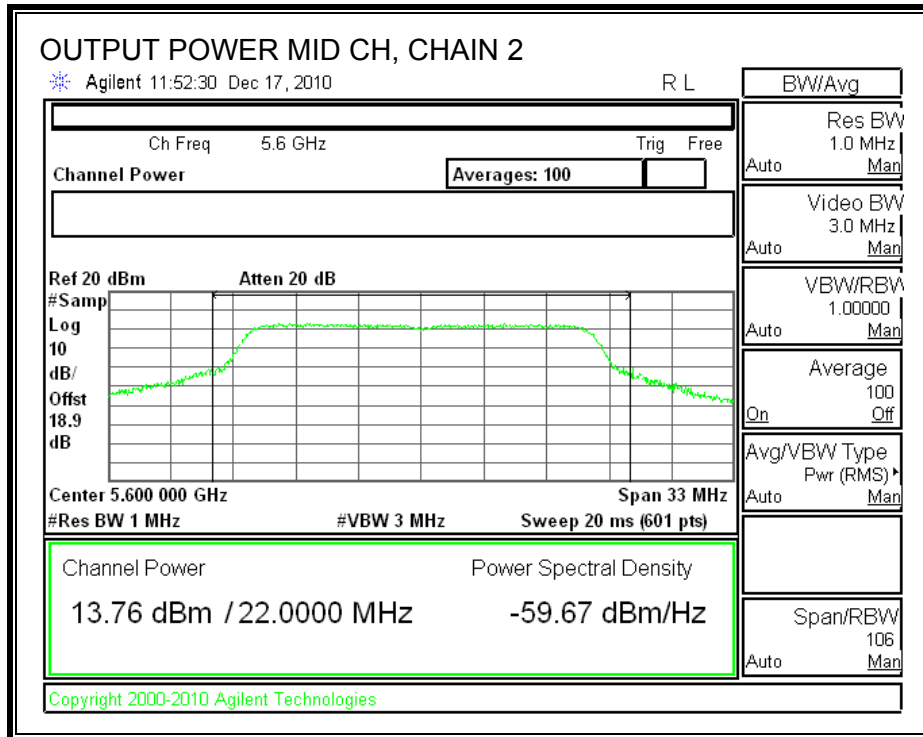 OUTPUT POWER MID CH, CHAIN 2
Agilent 11:52:30 Dec 17, 2010 R L
Ch Freq 5.6 GHz Trig Free
Channel Power Averages: 100
Ref 20 dBm Atten 20 dB
#Samp
Log
10
dB/
Offst
18.9
dB
Center 5.600 000 GHz Span 33 MHz
#Res BW 1 MHz #VBW 3 MHz Sweep 20 ms (601 pts)
Channel Power Power Spectral Density
13.76 dBm / 22.0000 MHz -59.67 dBm/Hz
Copyright 2000-2010 Agilent Technologies
BW/Avg
Res BW
1.0 MHz
Auto Man
Video BW
3.0 MHz
Auto Man
VBW/RBW
1.00000
Auto Man
Average
100
On Off
Avg/VBW Type
Pwr (RMS)
Auto Man
Span/RBW
106
Auto Man